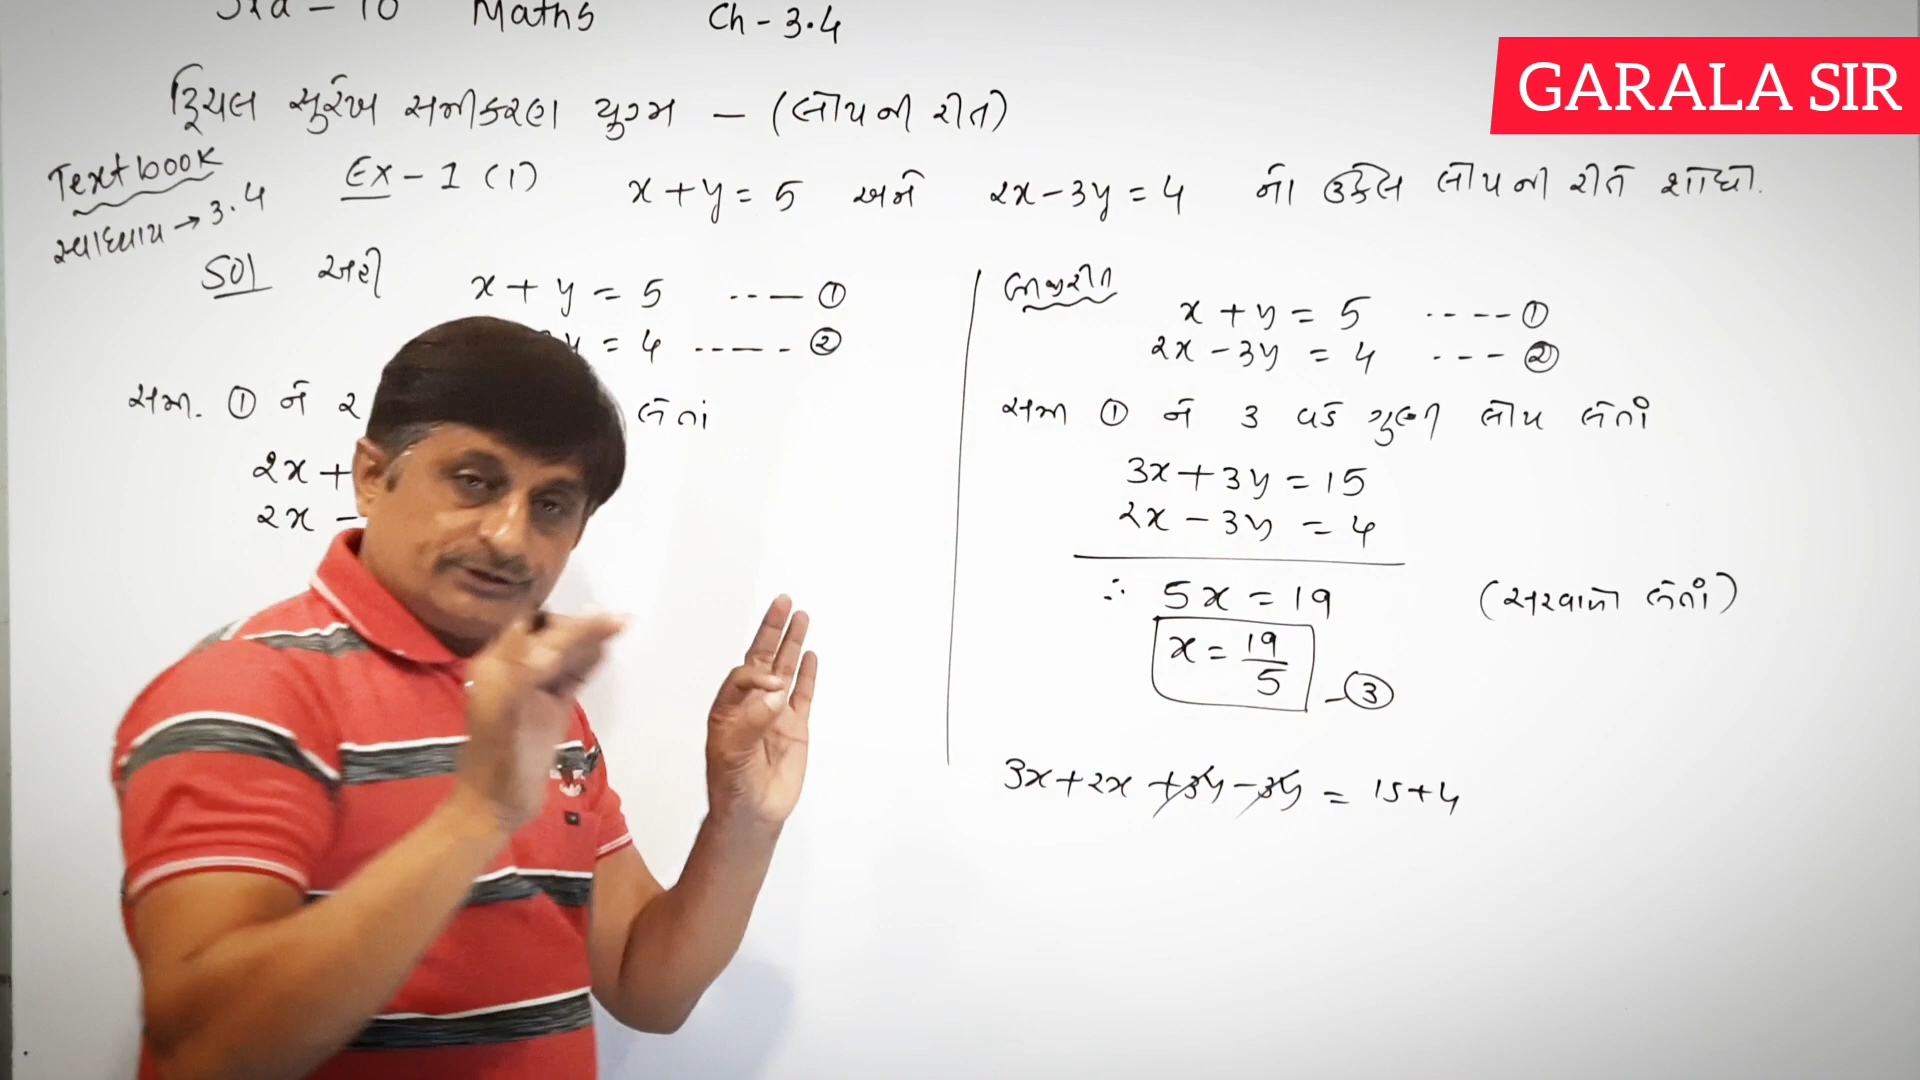 Std - 10 Maths Ch - 3.4
GARALA SIR
દ્વિચલ સુરેખ સમીકરણ યુગ્મ - (લોપની રીત)
Textbook
સ્વાધ્યાય → 3.4
Ex - 1 (1) x + y = 5 અને 2x - 3y = 4 ના ઉકેલ લોપની રીતે શોધો.
Sol અહી x + y = 5 ---- ①
y = 4 ------ ②
સમ. ① ને 2 લેતાં
2x +
2x -
બીજીરીત
x + y = 5 ---- ①
2x - 3y = 4 --- ②
સમ ① ને 3 વડે ગુણી લોપ લેતાં
3x + 3y = 15
2x - 3y = 4
∴ 5x = 19 (સરવાળો લેતાં)
x = 19/5 - ③
3x + 2x + 3y - 3y = 15 + 4